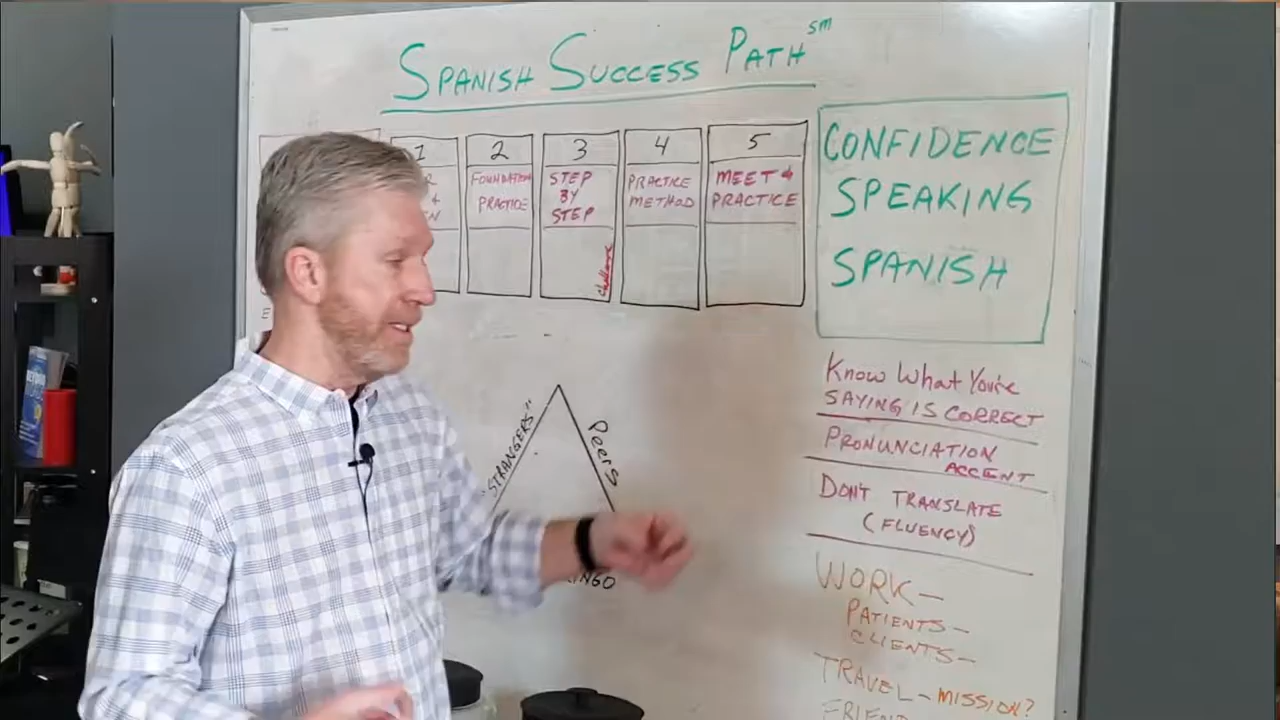 SPANISH SUCCESS PATH SM
1
2
3
4
5
FOUNDATION
PRACTICE
STEP
BY
STEP
Challenge
PRACTICE
METHOD
MEET &
PRACTICE
CONFIDENCE
SPEAKING
SPANISH
"STRANGERS"
Peers
KNOW WHAT YOU'RE
SAYING IS CORRECT
PRONUNCIATION
ACCENT
DON'T TRANSLATE
(FLUENCY)
WORK-
PATIENTS-
CLIENTS-
TRAVEL-MISSION?
BEYOND